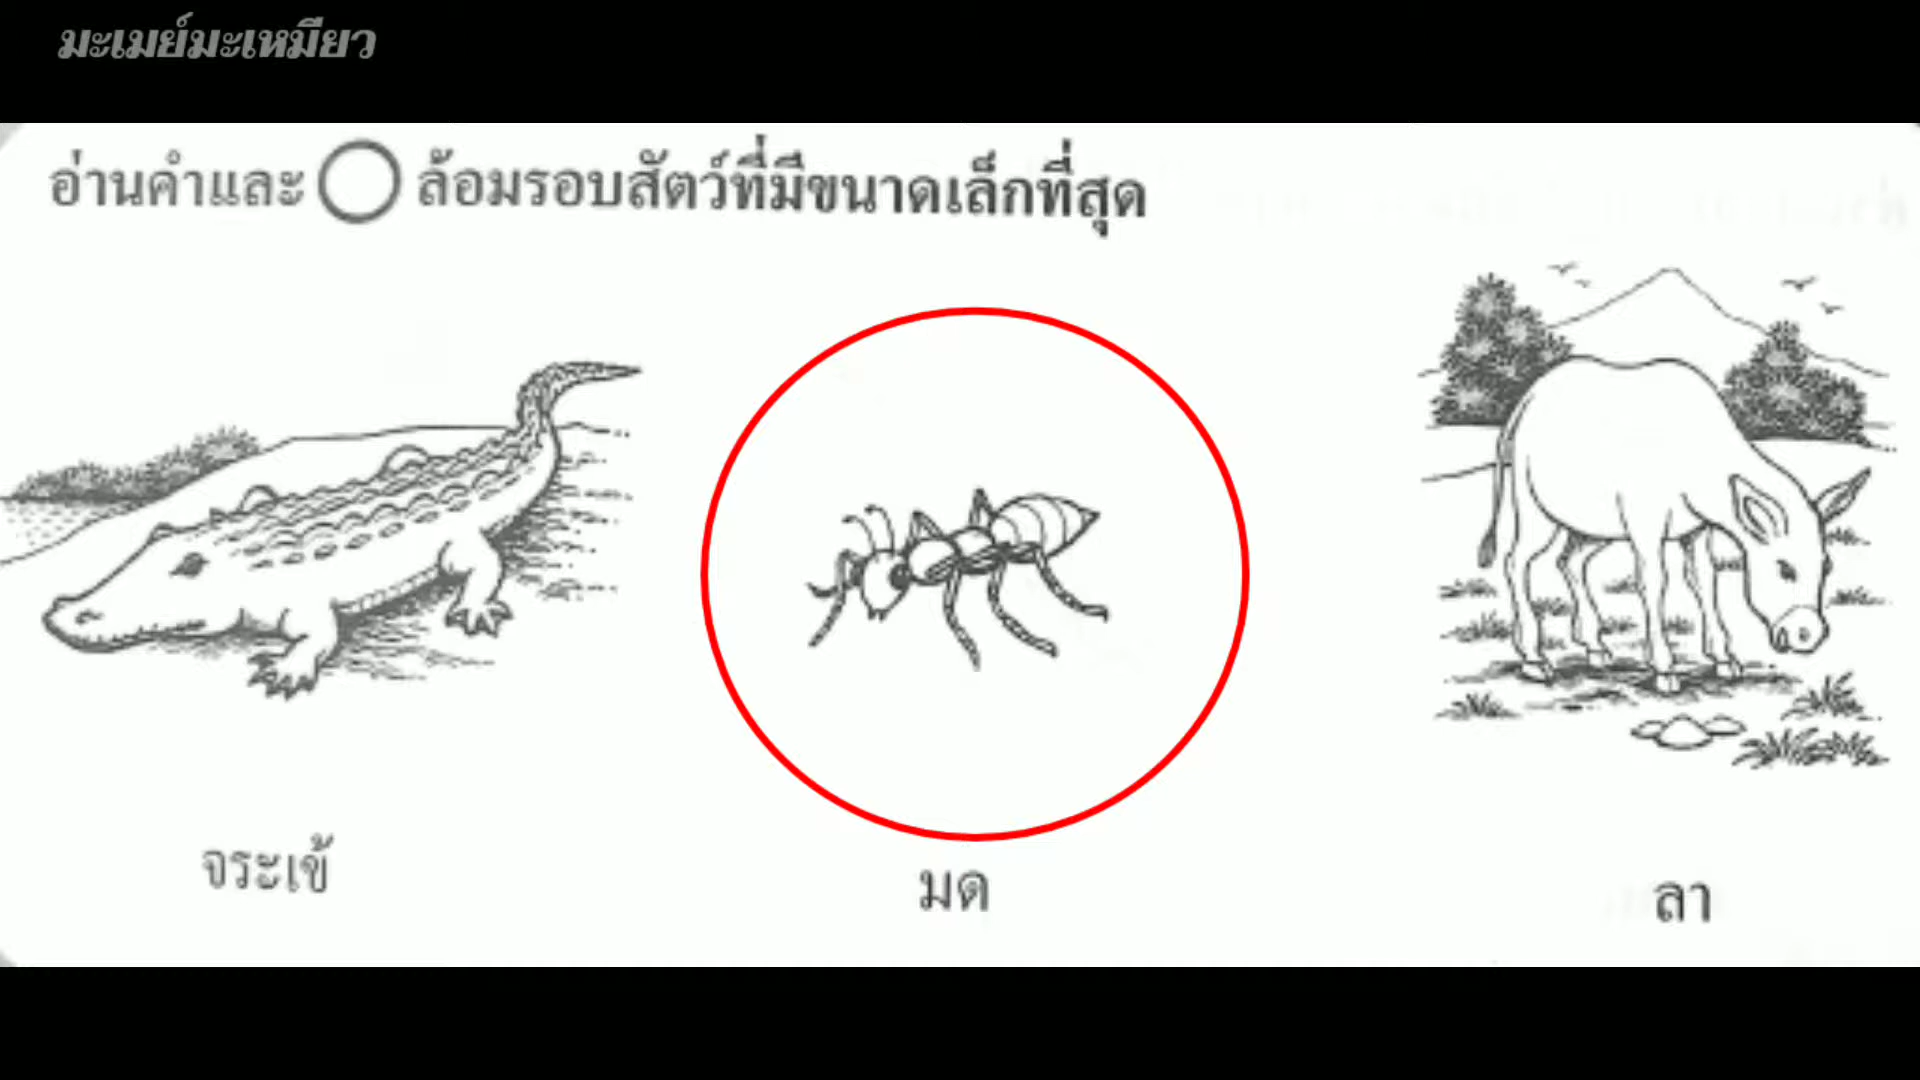 มะเมย์มะเหมียว
อ่านคำและ ล้อมรอบสัตว์ที่มีขนาดเล็กที่สุด
จระเข้
มด
ลา